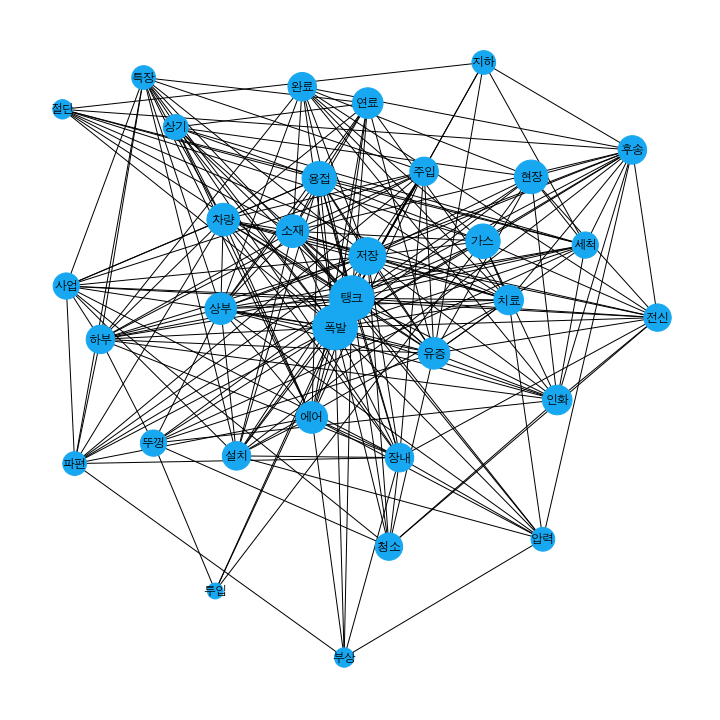 지하
특장
완료
연료
절단
상기
후송
주입
현장
용접
차량
소재
가스
세척
저장
사업
탱크
치료
상부
전신
폭발
하부
유증
인화
에어
뚜껑
설치
장내
파편
압력
청소
투입
부상